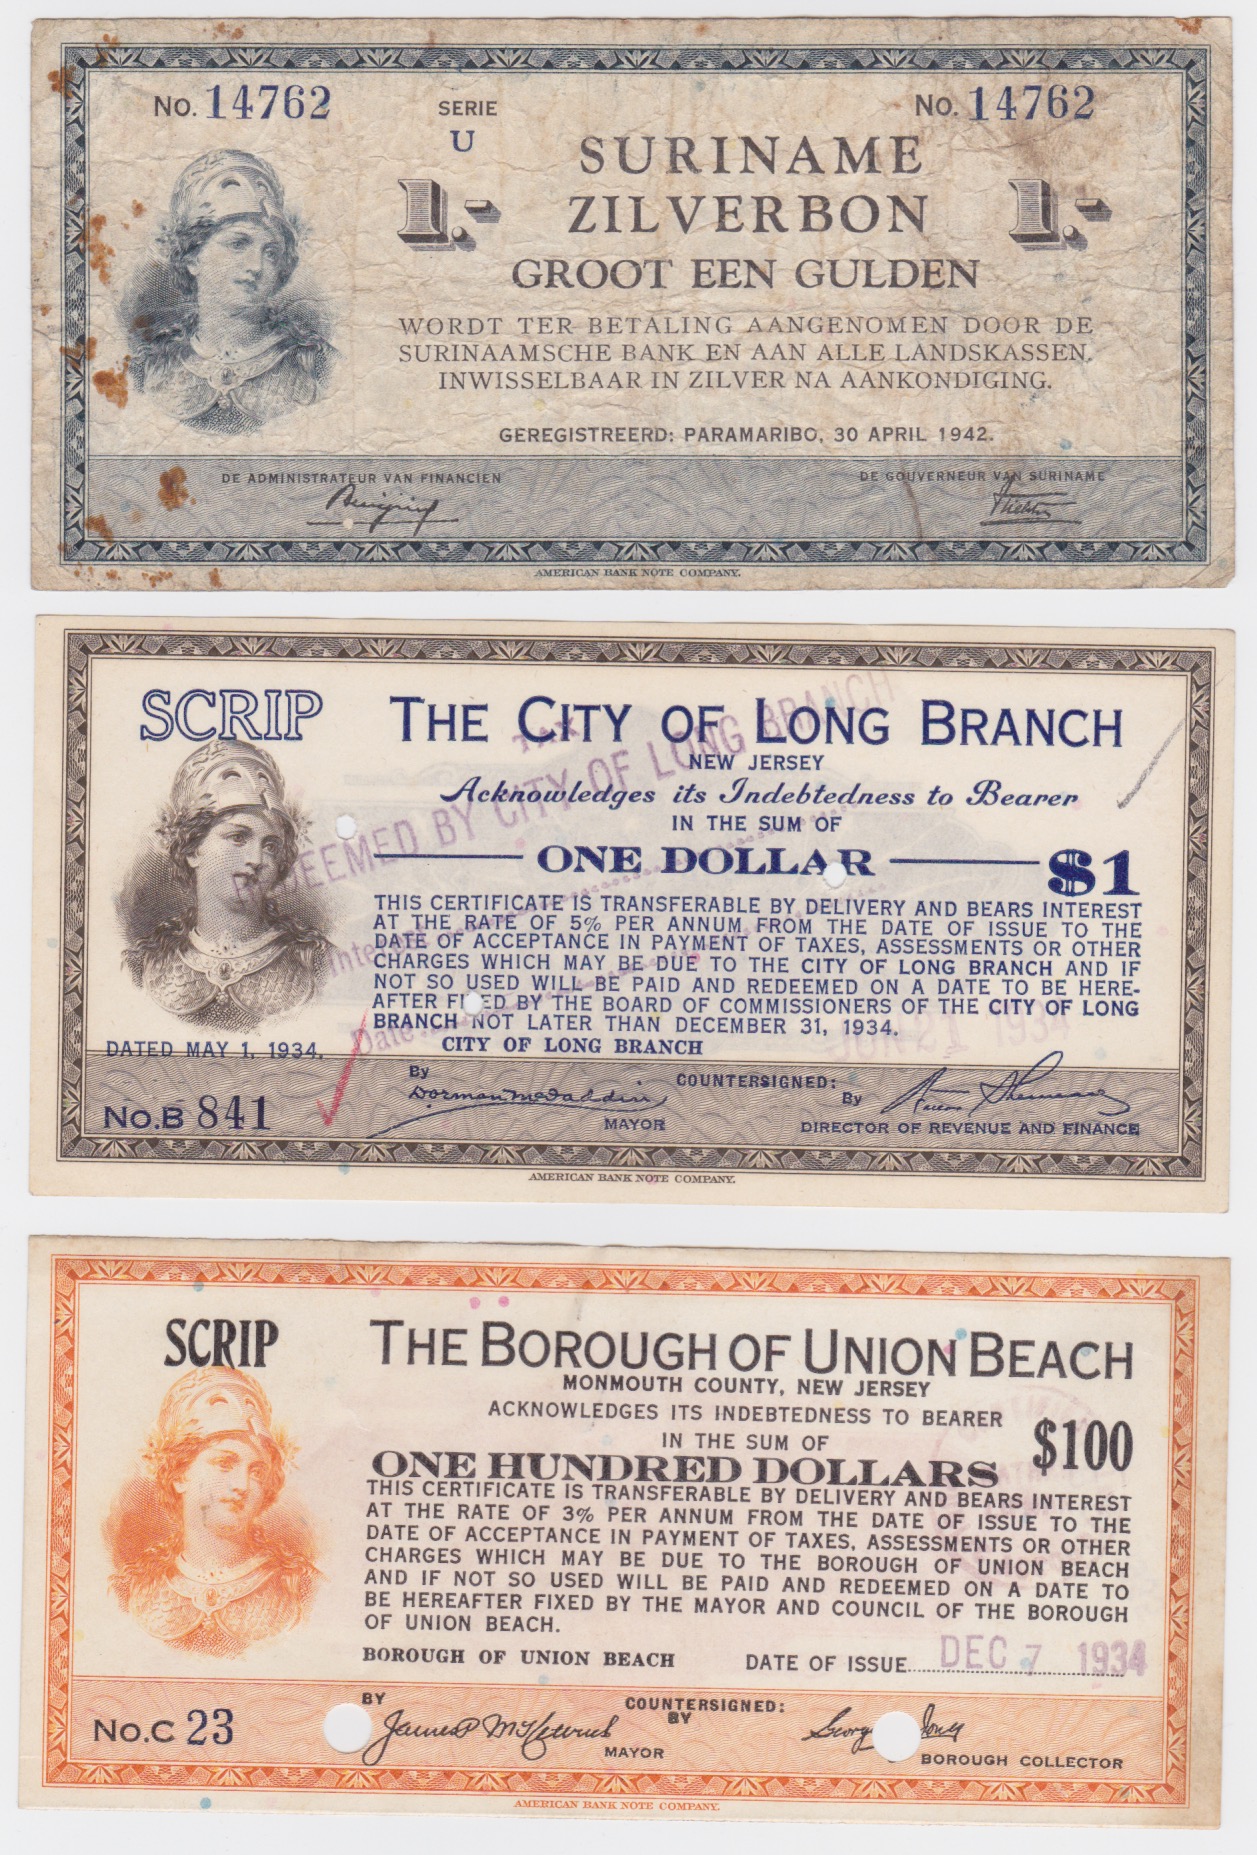 No. 14762
SERIE
U
No. 14762
SURINAME
1.- ZILVERBON 1.-
GROOT EEN GULDEN
WORDT TER BETALING AANGENOMEN DOOR DE
SURINAAMSCHE BANK EN AAN ALLE LANDSKASSEN.
INWISSELBAAR IN ZILVER NA AANKONDIGING.
GEREGISTREERD: PARAMARIBO, 30 APRIL 1942.
DE ADMINISTRATEUR VAN FINANCIEN
DE GOUVERNEUR VAN SURINAME
AMERICAN BANK NOTE COMPANY.
SCRIP
THE CITY OF LONG BRANCH
NEW JERSEY
Acknowledges its Indebtedness to Bearer
IN THE SUM OF
ONE DOLLAR $1
THIS CERTIFICATE IS TRANSFERABLE BY DELIVERY AND BEARS INTEREST
AT THE RATE OF 5% PER ANNUM FROM THE DATE OF ISSUE TO THE
DATE OF ACCEPTANCE IN PAYMENT OF TAXES, ASSESSMENTS OR OTHER
CHARGES WHICH MAY BE DUE TO THE CITY OF LONG BRANCH AND IF
NOT SO USED WILL BE PAID AND REDEEMED ON A DATE TO BE HERE-
AFTER FIXED BY THE BOARD OF COMMISSIONERS OF THE CITY OF LONG
BRANCH NOT LATER THAN DECEMBER 31, 1934.
DATED MAY 1, 1934.
CITY OF LONG BRANCH
TAX
REDEEMED BY CITY OF LONG BRANCH
Interest
Date
JUN 21
No. B 841
By
Dorman McFaddin
MAYOR
COUNTERSIGNED:
By
DIRECTOR OF REVENUE AND FINANCE
AMERICAN BANK NOTE COMPANY.
SCRIP
THE BOROUGH OF UNION BEACH
MONMOUTH COUNTY, NEW JERSEY
ACKNOWLEDGES ITS INDEBTEDNESS TO BEARER
IN THE SUM OF
$100
ONE HUNDRED DOLLARS
THIS CERTIFICATE IS TRANSFERABLE BY DELIVERY AND BEARS INTEREST
AT THE RATE OF 3% PER ANNUM FROM THE DATE OF ISSUE TO THE
DATE OF ACCEPTANCE IN PAYMENT OF TAXES, ASSESSMENTS OR OTHER
CHARGES WHICH MAY BE DUE TO THE BOROUGH OF UNION BEACH
AND IF NOT SO USED WILL BE PAID AND REDEEMED ON A DATE TO
BE HEREAFTER FIXED BY THE MAYOR AND COUNCIL OF THE BOROUGH
OF UNION BEACH.
BOROUGH OF UNION BEACH
DATE OF ISSUE DEC 7 1934
No. C 23
BY
MAYOR
COUNTERSIGNED:
BY
George Jones
BOROUGH COLLECTOR
AMERICAN BANK NOTE COMPANY.